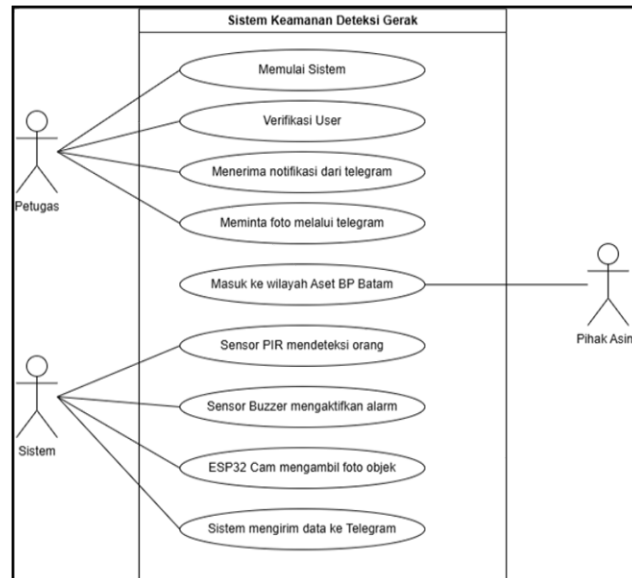 Sistem Keamanan Deteksi Gerak
Memulai Sistem
Verifikasi User
Menerima notifikasi dari telegram
Meminta foto melalui telegram
Petugas
Masuk ke wilayah Aset BP Batam
Pihak Asin
Sensor PIR mendeteksi orang
Sensor Buzzer mengaktifkan alarm
Sistem
ESP32 Cam mengambil foto objek
Sistem mengirim data ke Telegram